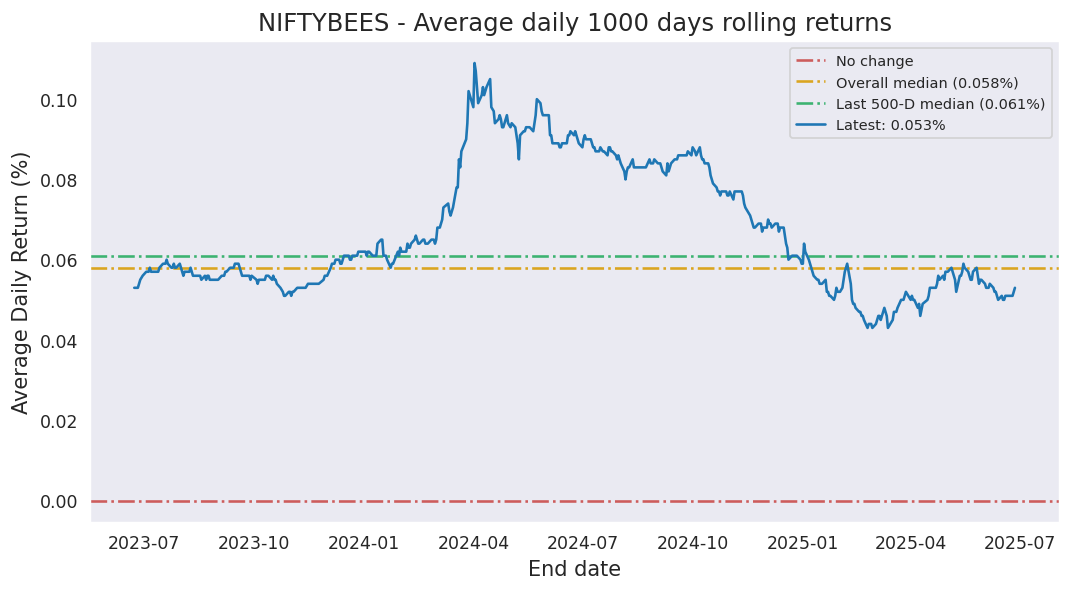 NIFTYBEES - Average daily 1000 days rolling returns
No change
Overall median (0.058%)
Last 500-D median (0.061%)
Latest: 0.053%
Average Daily Return (%)
0.10
0.08
0.06
0.04
0.02
0.00
2023-07 2023-10 2024-01 2024-04 2024-07 2024-10 2025-01 2025-04 2025-07
End date